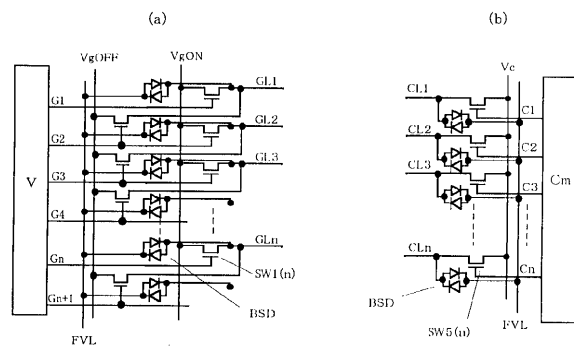 (a)
VgOFF
VgON
G1
G2
G3
G4
Gn
Gn+1
V
GL1
GL2
GL3
GLn
SW1(n)
BSD
FVL
(b)
Vc
CL1
CL2
CL3
CLn
C1
C2
C3
Cn
Cm
BSD
SW5(n)
FVL